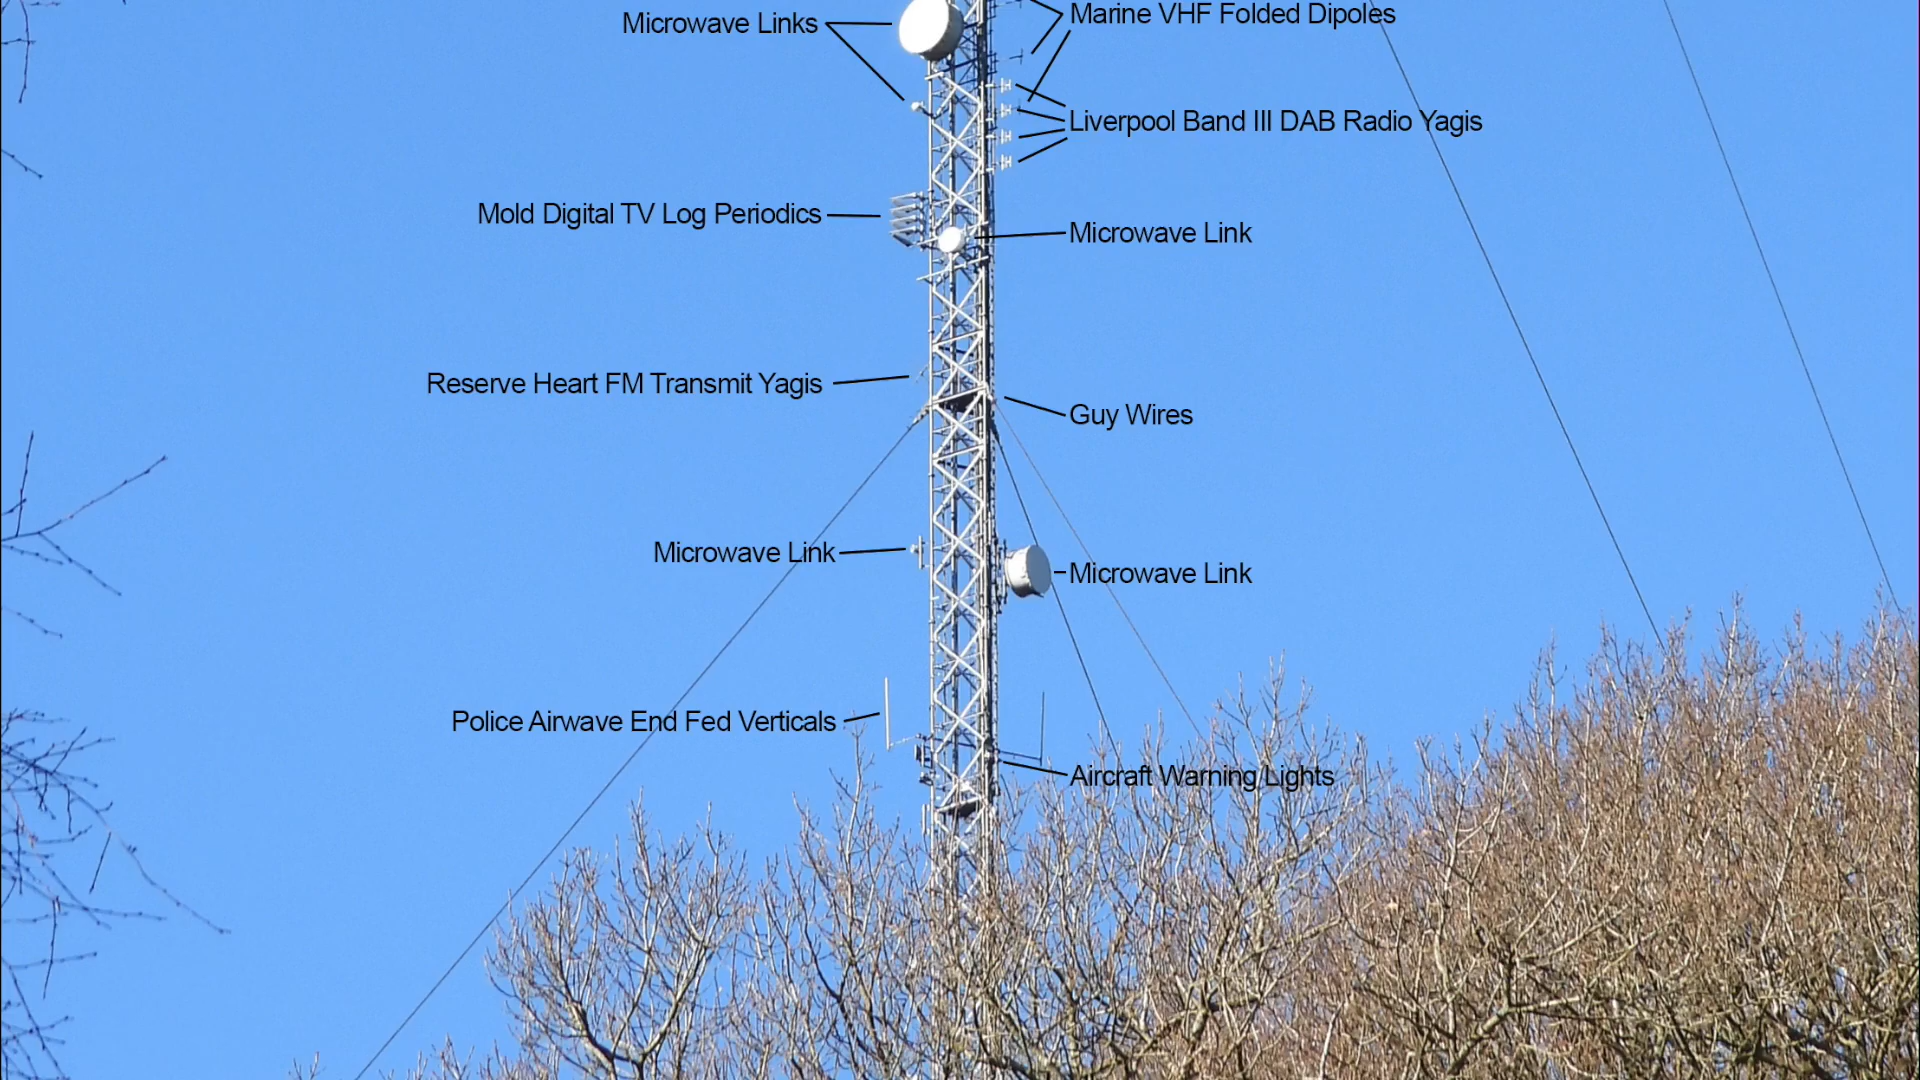 Microwave Links
Marine VHF Folded Dipoles
Liverpool Band III DAB Radio Yagis
Mold Digital TV Log Periodics
Microwave Link
Reserve Heart FM Transmit Yagis
Guy Wires
Microwave Link
Microwave Link
Police Airwave End Fed Verticals
Aircraft Warning Lights